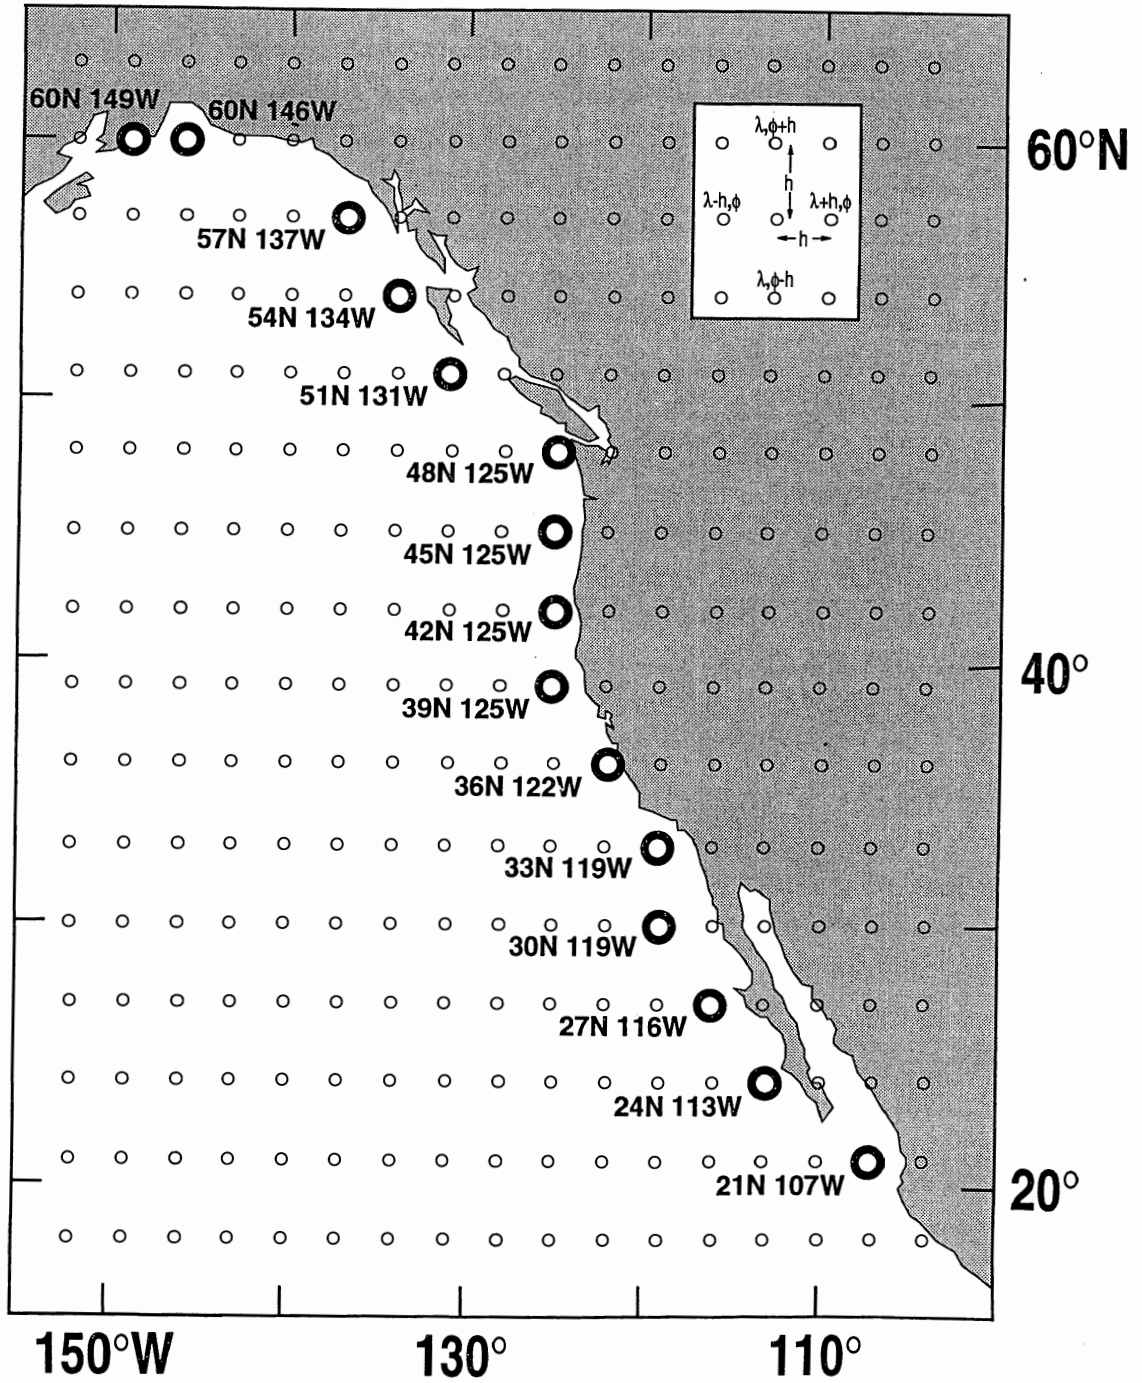 60N 149W
60N 146W
λ,ϕ+h
60°N
h
λ-h,ϕ
λ+h,ϕ
h
57N 137W
λ,ϕ-h
54N 134W
51N 131W
48N 125W
45N 125W
42N 125W
40°
39N 125W
36N 122W
33N 119W
30N 119W
27N 116W
24N 113W
21N 107W
20°
150°W
130°
110°